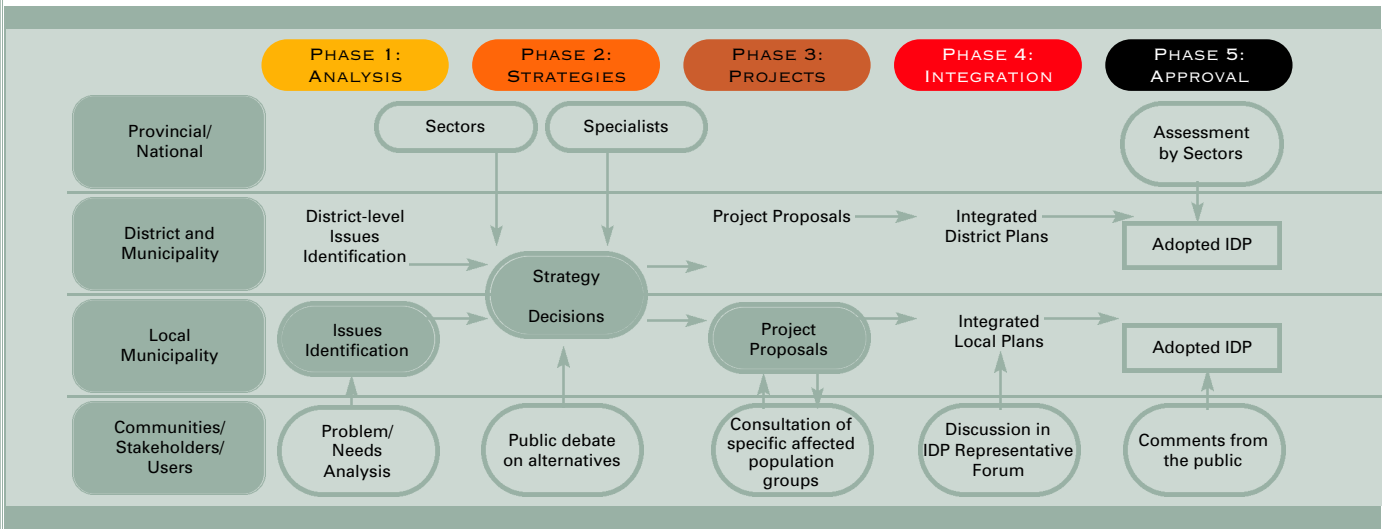 PHASE 1:
ANALYSIS
PHASE 2:
STRATEGIES
PHASE 3:
PROJECTS
PHASE 4:
INTEGRATION
PHASE 5:
APPROVAL
Provincial/
National
Sectors
Specialists
Assessment
by Sectors
District and
Municipality
District-level
Issues
Identification
Project Proposals
Integrated
District Plans
Adopted IDP
Strategy
Decisions
Local
Municipality
Issues
Identification
Project
Proposals
Integrated
Local Plans
Adopted IDP
Communities/
Stakeholders/
Users
Problem/
Needs
Analysis
Public debate
on alternatives
Consultation of
specific affected
population
groups
Discussion in
IDP Representative
Forum
Comments from
the public